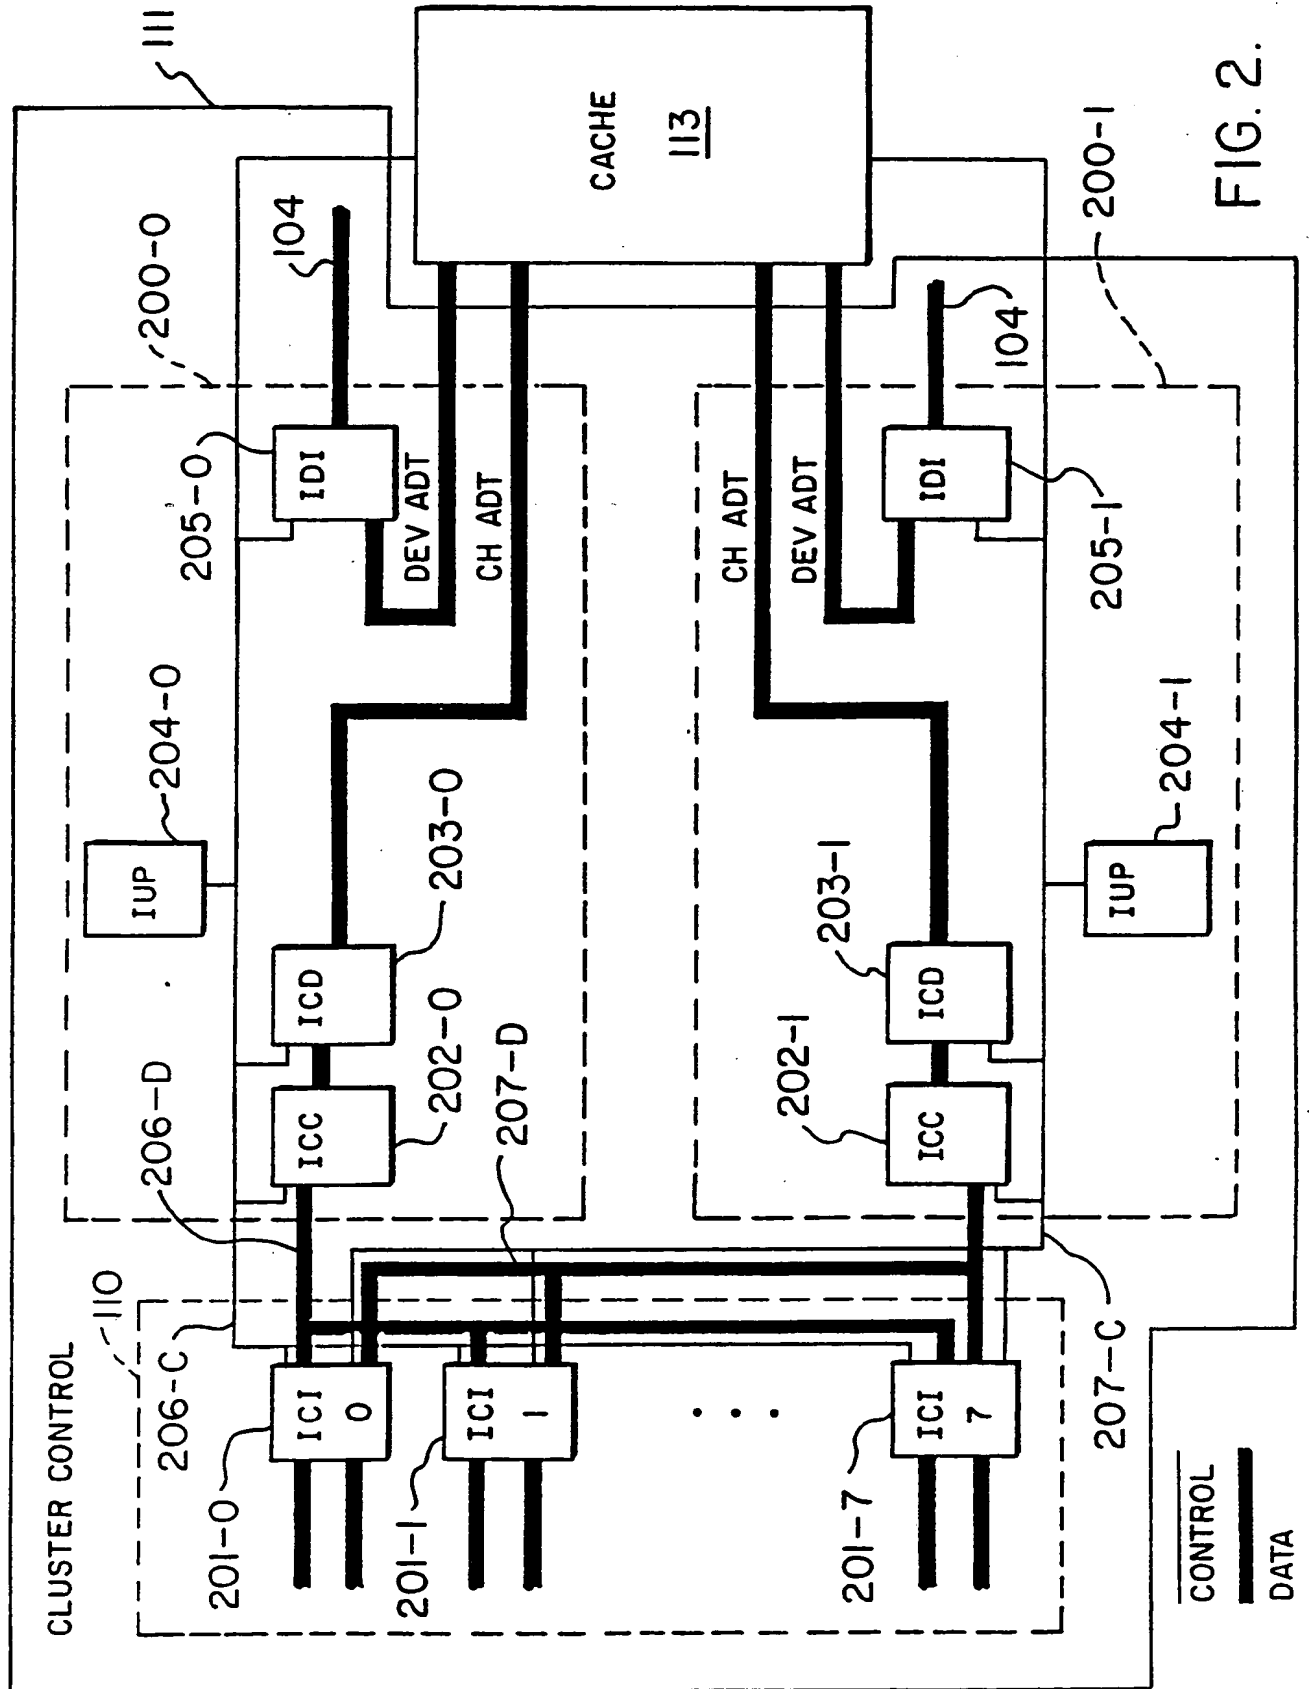 CLUSTER CONTROL
110
206-C
206-D
204-0
205-0
200-0
111
IUP
201-0
ICI
0
ICC
ICD
202-0
203-0
IDI
104
DEV ADT
CH ADT
207-D
201-1
ICI
1
CACHE
113
CH ADT
DEV ADT
202-1
203-1
201-7
ICI
7
ICC
ICD
IDI
104
207-C
IUP
204-1
205-1
200-1
CONTROL
DATA
FIG. 2.